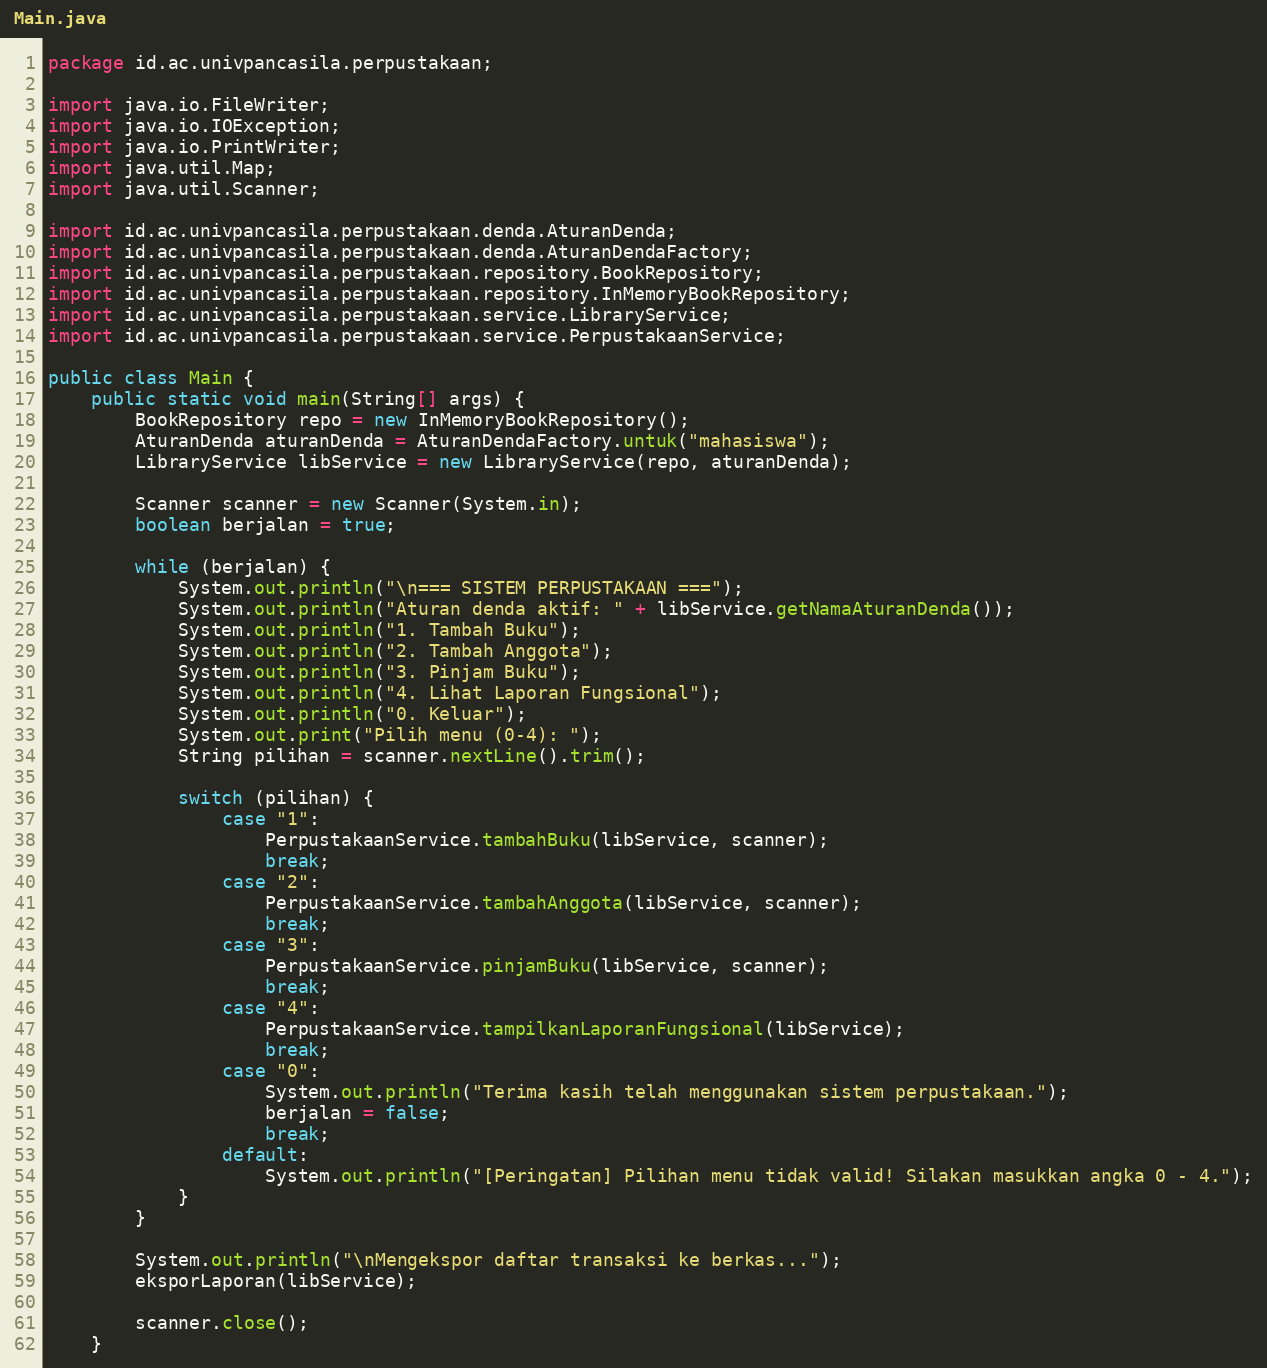 Main.java
1 package id.ac.univpancasila.perpustakaan;
2
3 import java.io.FileWriter;
4 import java.io.IOException;
5 import java.io.PrintWriter;
6 import java.util.Map;
7 import java.util.Scanner;
8
9 import id.ac.univpancasila.perpustakaan.denda.AturanDenda;
10 import id.ac.univpancasila.perpustakaan.denda.AturanDendaFactory;
11 import id.ac.univpancasila.perpustakaan.repository.BookRepository;
12 import id.ac.univpancasila.perpustakaan.repository.InMemoryBookRepository;
13 import id.ac.univpancasila.perpustakaan.service.LibraryService;
14 import id.ac.univpancasila.perpustakaan.service.PerpustakaanService;
15
16 public class Main {
17     public static void main(String[] args) {
18         BookRepository repo = new InMemoryBookRepository();
19         AturanDenda aturanDenda = AturanDendaFactory.untuk("mahasiswa");
20         LibraryService libService = new LibraryService(repo, aturanDenda);
21
22         Scanner scanner = new Scanner(System.in);
23         boolean berjalan = true;
24
25         while (berjalan) {
26             System.out.println("\n=== SISTEM PERPUSTAKAAN ===");
27             System.out.println("Aturan denda aktif: " + libService.getNamaAturanDenda());
28             System.out.println("1. Tambah Buku");
29             System.out.println("2. Tambah Anggota");
30             System.out.println("3. Pinjam Buku");
31             System.out.println("4. Lihat Laporan Fungsional");
32             System.out.println("0. Keluar");
33             System.out.print("Pilih menu (0-4): ");
34             String pilihan = scanner.nextLine().trim();
35
36             switch (pilihan) {
37                 case "1":
38                     PerpustakaanService.tambahBuku(libService, scanner);
39                     break;
40                 case "2":
41                     PerpustakaanService.tambahAnggota(libService, scanner);
42                     break;
43                 case "3":
44                     PerpustakaanService.pinjamBuku(libService, scanner);
45                     break;
46                 case "4":
47                     PerpustakaanService.tampilkanLaporanFungsional(libService);
48                     break;
49                 case "0":
50                     System.out.println("Terima kasih telah menggunakan sistem perpustakaan.");
51                     berjalan = false;
52                     break;
53                 default:
54                     System.out.println("[Peringatan] Pilihan menu tidak valid! Silakan masukkan angka 0 - 4.");
55             }
56         }
57
58         System.out.println("\nMengekspor daftar transaksi ke berkas...");
59         eksporLaporan(libService);
60
61         scanner.close();
62     }